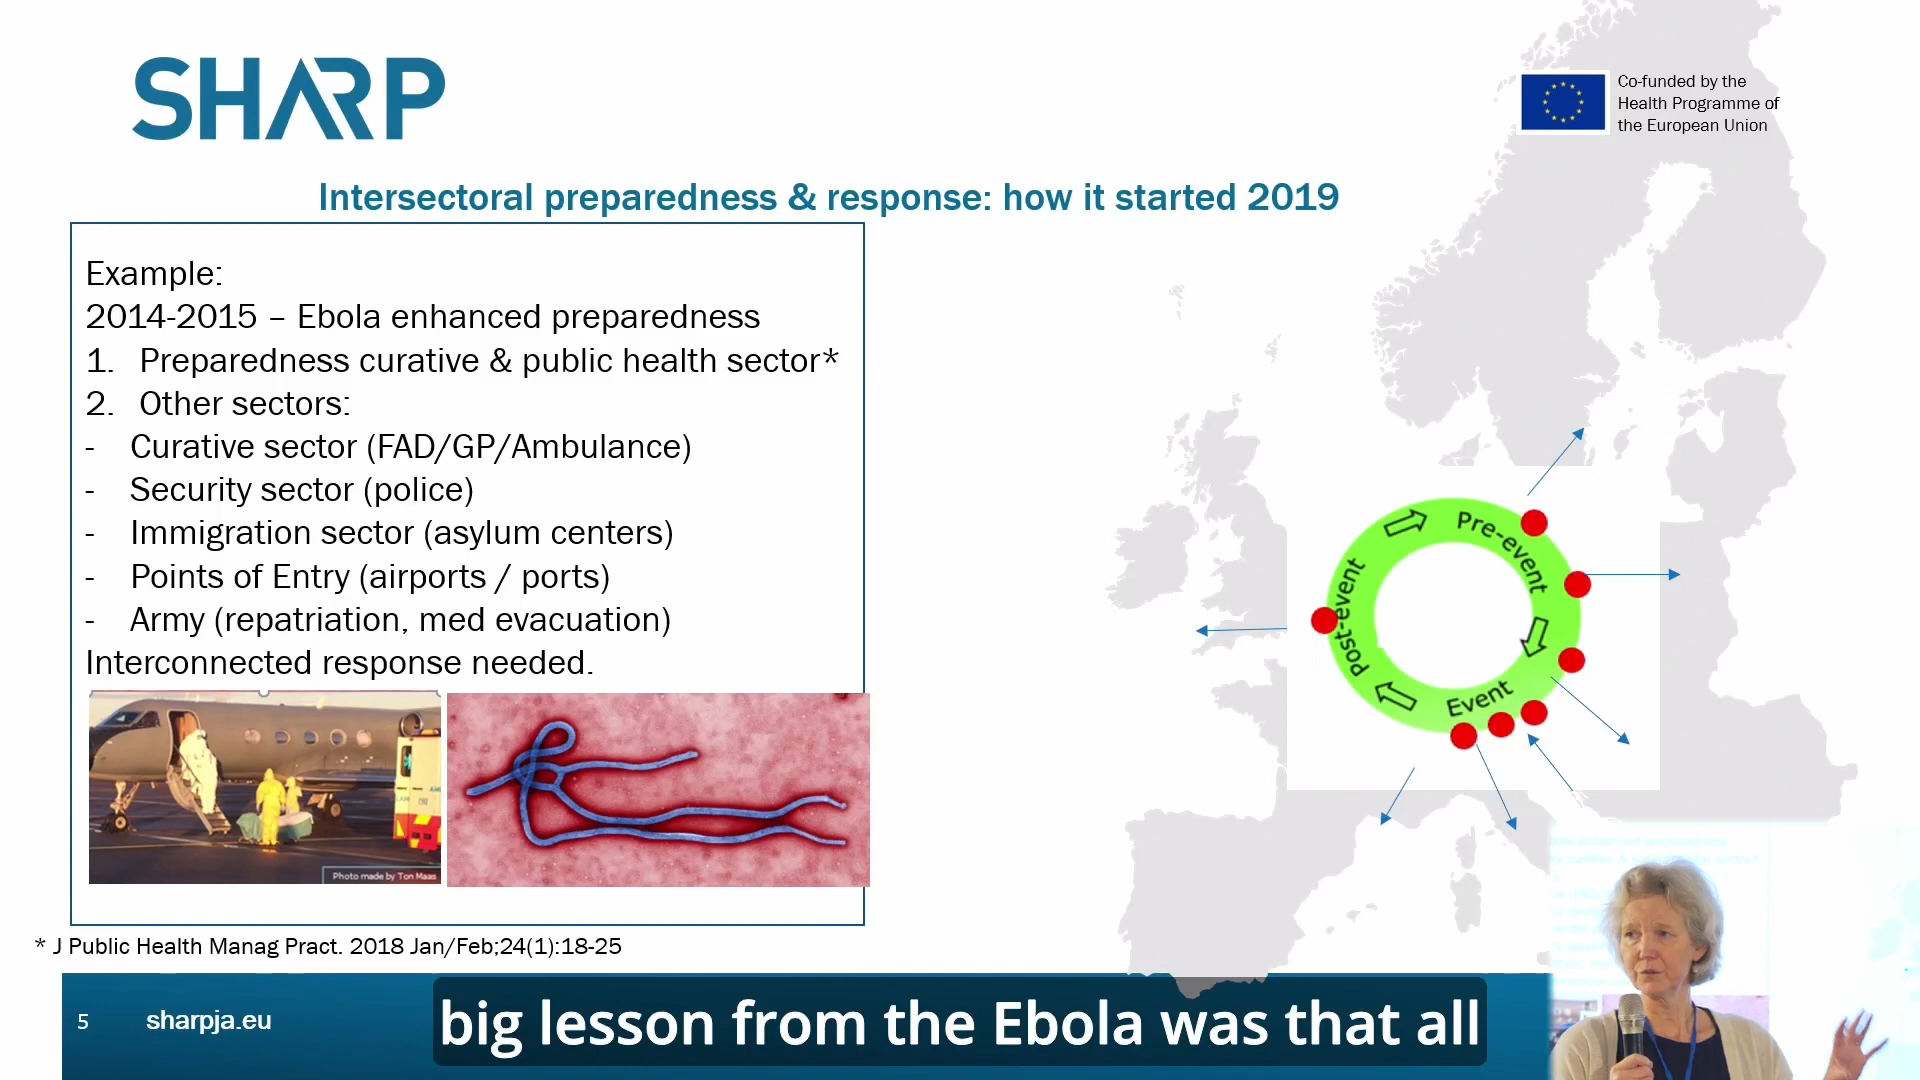 SHARP
Co-funded by the
Health Programme of
the European Union
Intersectoral preparedness & response: how it started 2019
Example:
2014-2015 – Ebola enhanced preparedness
1. Preparedness curative & public health sector*
2. Other sectors:
- Curative sector (FAD/GP/Ambulance)
- Security sector (police)
- Immigration sector (asylum centers)
- Points of Entry (airports / ports)
- Army (repatriation, med evacuation)
Interconnected response needed.
Photo made by Ton Maas
Pre-event
Event
Post-event
* J Public Health Manag Pract. 2018 Jan/Feb;24(1):18-25
5
sharpja.eu
big lesson from the Ebola was that all